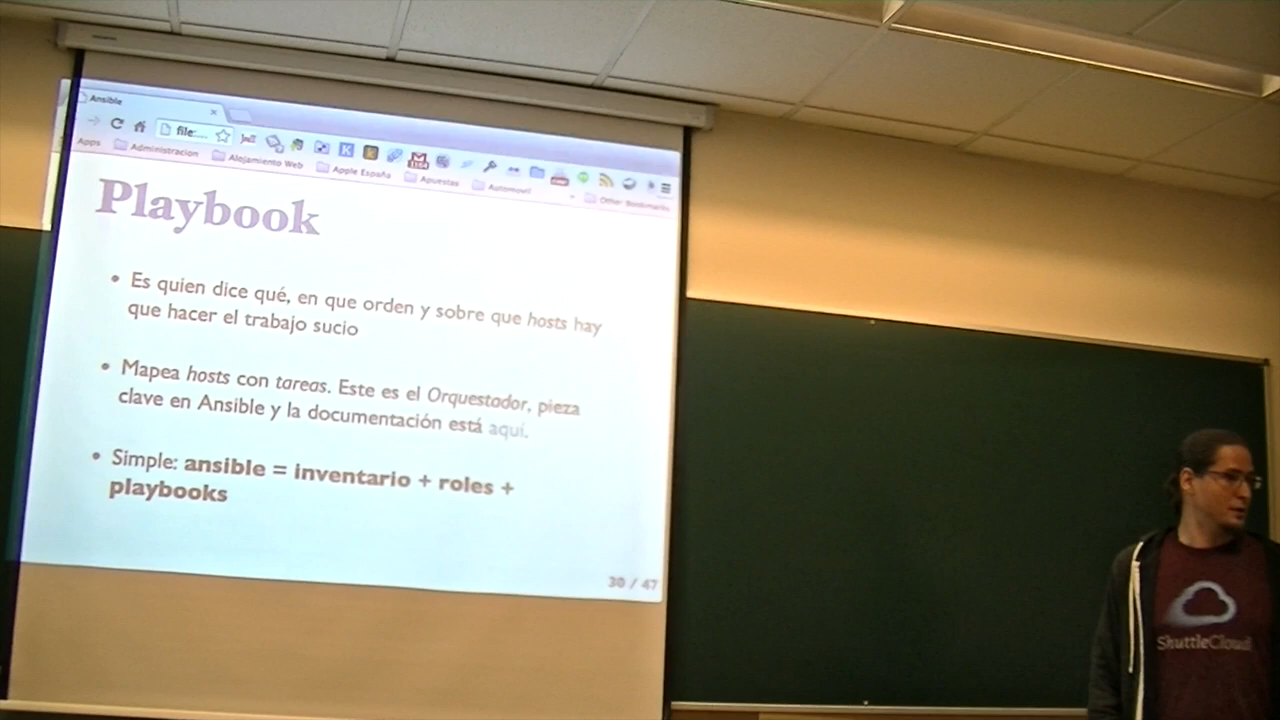 Ansible
file:....
Apps Administracion Alojamiento Web Apple España Apuestas Automovil Other Bookmarks
Playbook
• Es quien dice qué, en que orden y sobre que hosts hay
que hacer el trabajo sucio
• Mapea hosts con tareas. Este es el Orquestador, pieza
clave en Ansible y la documentación está aquí.
• Simple: ansible = inventario + roles +
playbooks
30 / 47
ShuttleCloud